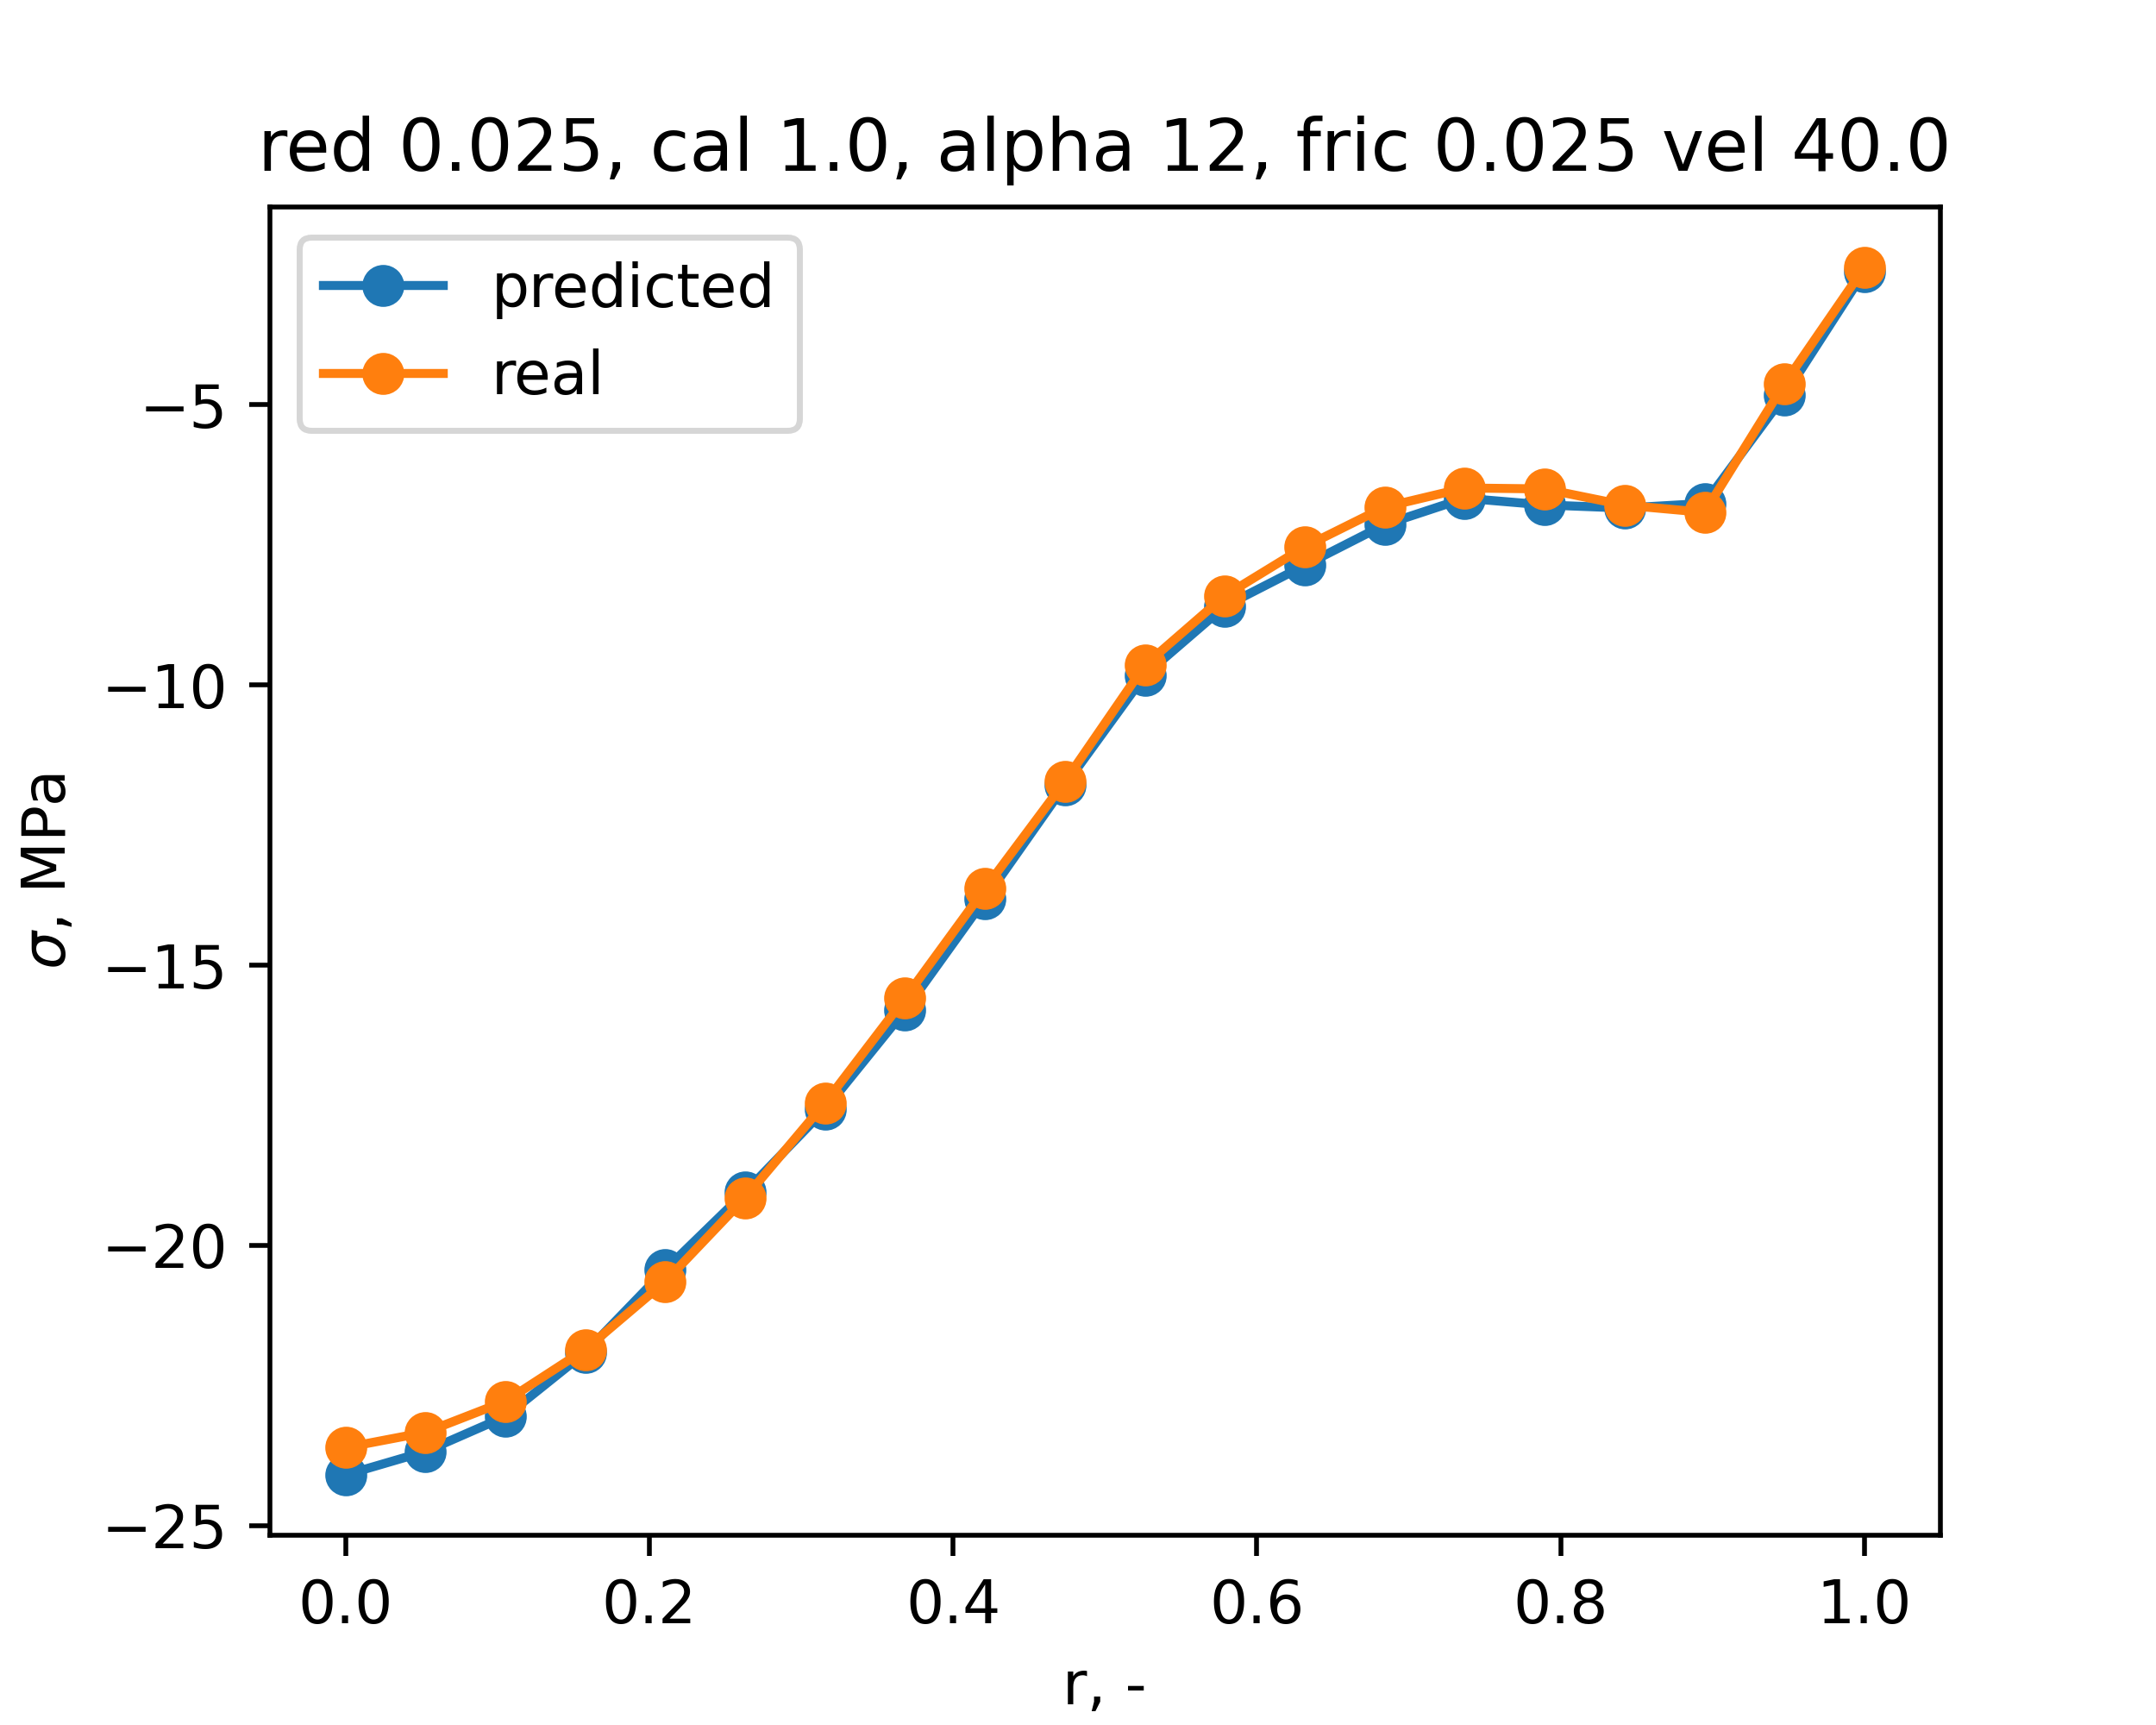 red 0.025, cal 1.0, alpha 12, fric 0.025 vel 40.0
predicted
real
−5
−10
−15
−20
−25
σ, MPa
0.0 0.2 0.4 0.6 0.8 1.0
r, -